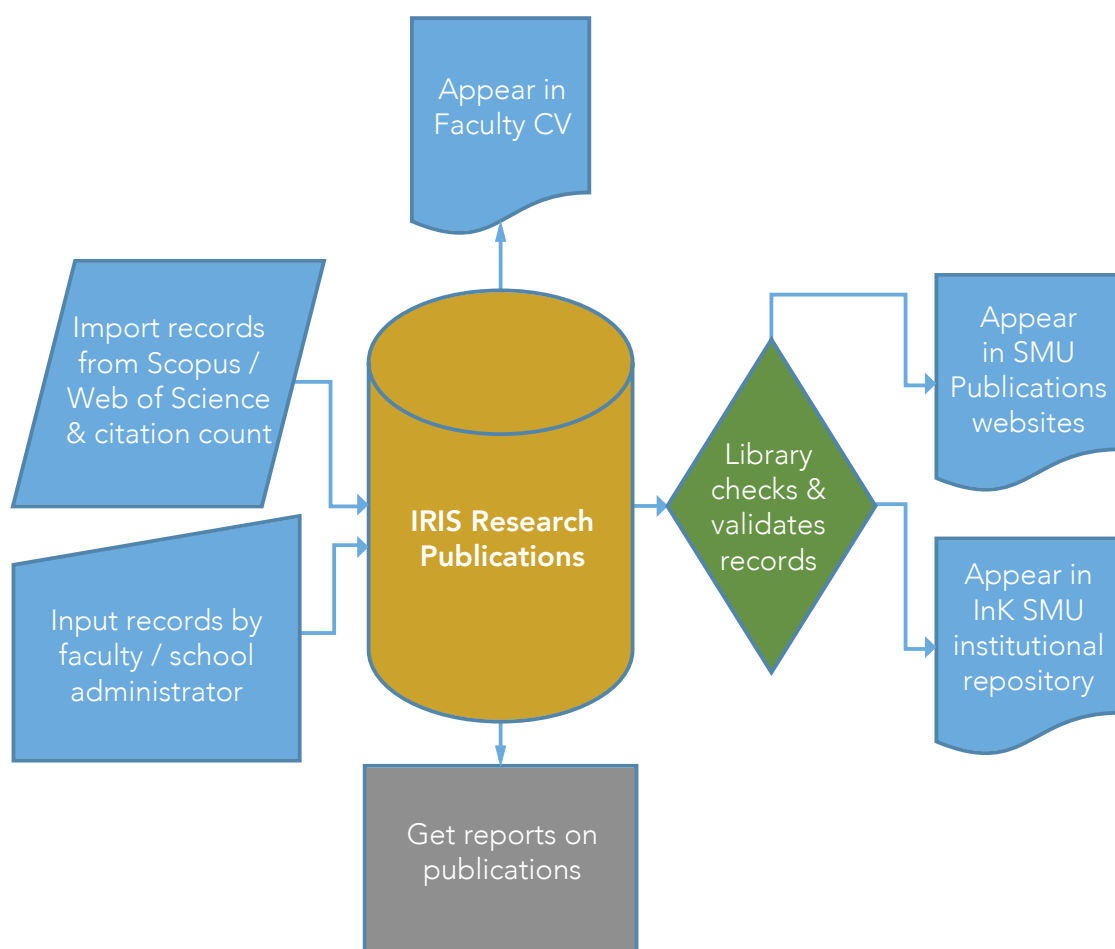 Appear in
Faculty CV
Import records
from Scopus /
Web of Science
& citation count
Input records by
faculty / school
administrator
IRIS Research
Publications
Get reports on
publications
Library
checks &
validates
records
Appear
in SMU
Publications
websites
Appear in
InK SMU
institutional
repository